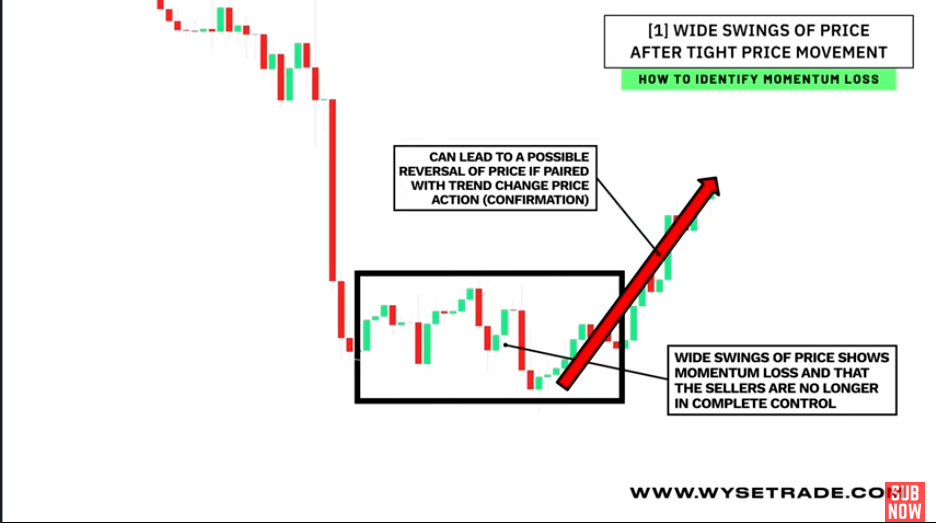 [1] WIDE SWINGS OF PRICE
AFTER TIGHT PRICE MOVEMENT
HOW TO IDENTIFY MOMENTUM LOSS
CAN LEAD TO A POSSIBLE
REVERSAL OF PRICE IF PAIRED
WITH TREND CHANGE PRICE
ACTION (CONFIRMATION)
WIDE SWINGS OF PRICE SHOWS
MOMENTUM LOSS AND THAT
THE SELLERS ARE NO LONGER
IN COMPLETE CONTROL
WWW.WYSETRADE.COM
SUB
NOW